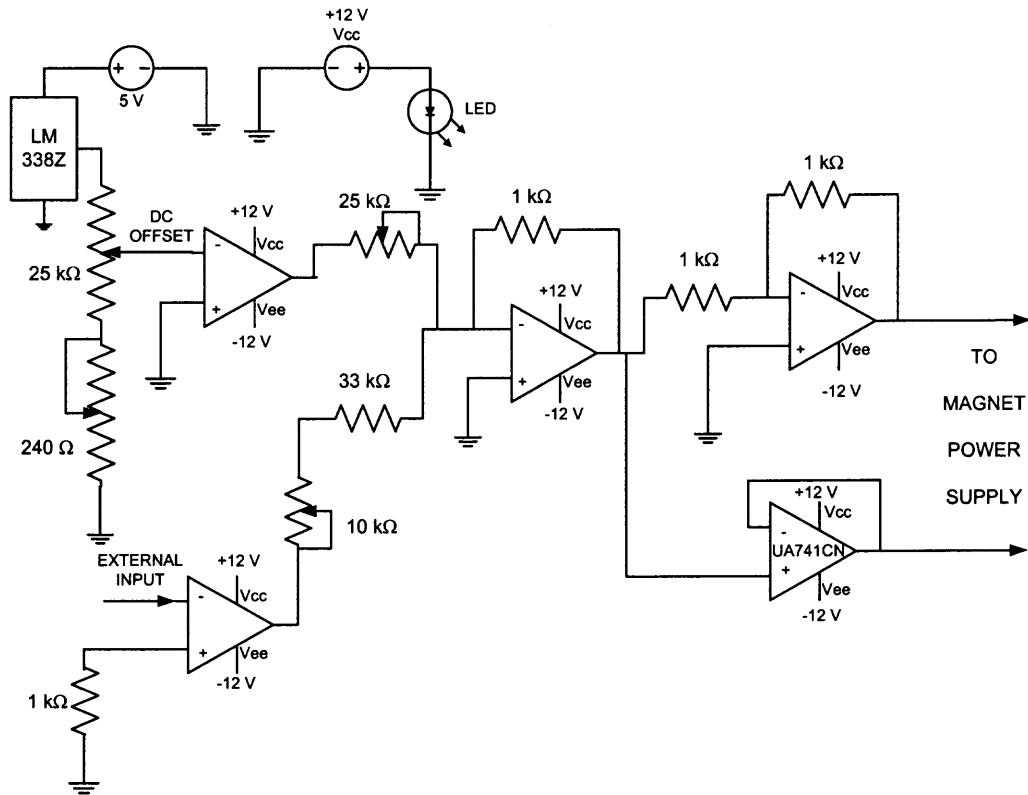 +12 V
Vcc
5 V
LED
LM
338Z
DC
OFFSET
25 kΩ
240 Ω
+12 V
Vcc
Vee
-12 V
25 kΩ
33 kΩ
10 kΩ
EXTERNAL
INPUT
+12 V
Vcc
Vee
-12 V
1 kΩ
1 kΩ
+12 V
Vcc
Vee
-12 V
1 kΩ
1 kΩ
+12 V
Vcc
Vee
-12 V
+12 V
Vcc
UA741CN
Vee
-12 V
TO
MAGNET
POWER
SUPPLY